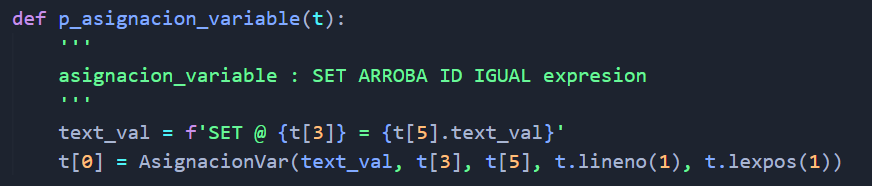 def p_asignacion_variable(t):
    '''
    asignacion_variable : SET ARROBA ID IGUAL expresion
    '''
    text_val = f'SET @ {t[3]} = {t[5].text_val}'
    t[0] = AsignacionVar(text_val, t[3], t[5], t.lineno(1), t.lexpos(1))